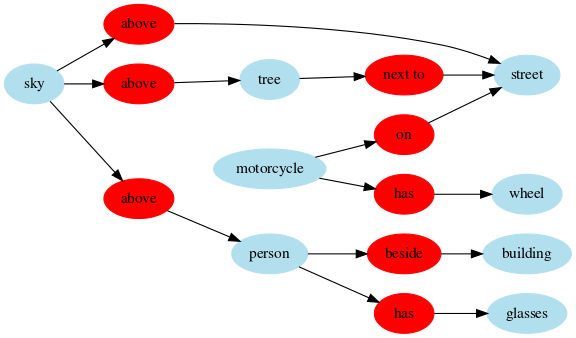 above
sky
above
tree
next to
street
on
motorcycle
has
wheel
above
person
beside
building
has
glasses